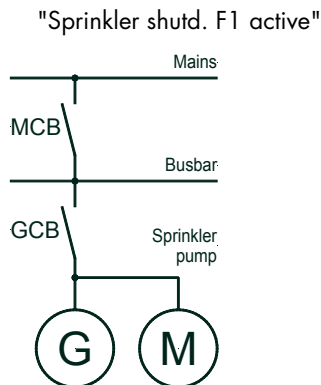 "Sprinkler shutd. F1 active"
Mains
MCB
Busbar
GCB
Sprinkler
pump
G
M